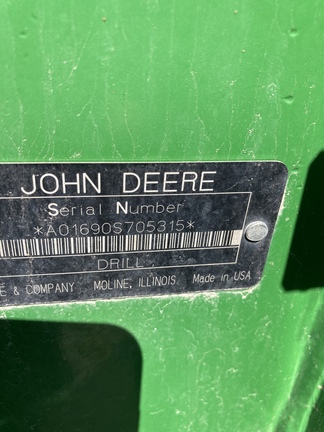 JOHN DEERE
Serial Number
*A01690S705315*
DRILL
E & COMPANY MOLINE, ILLINOIS Made in USA